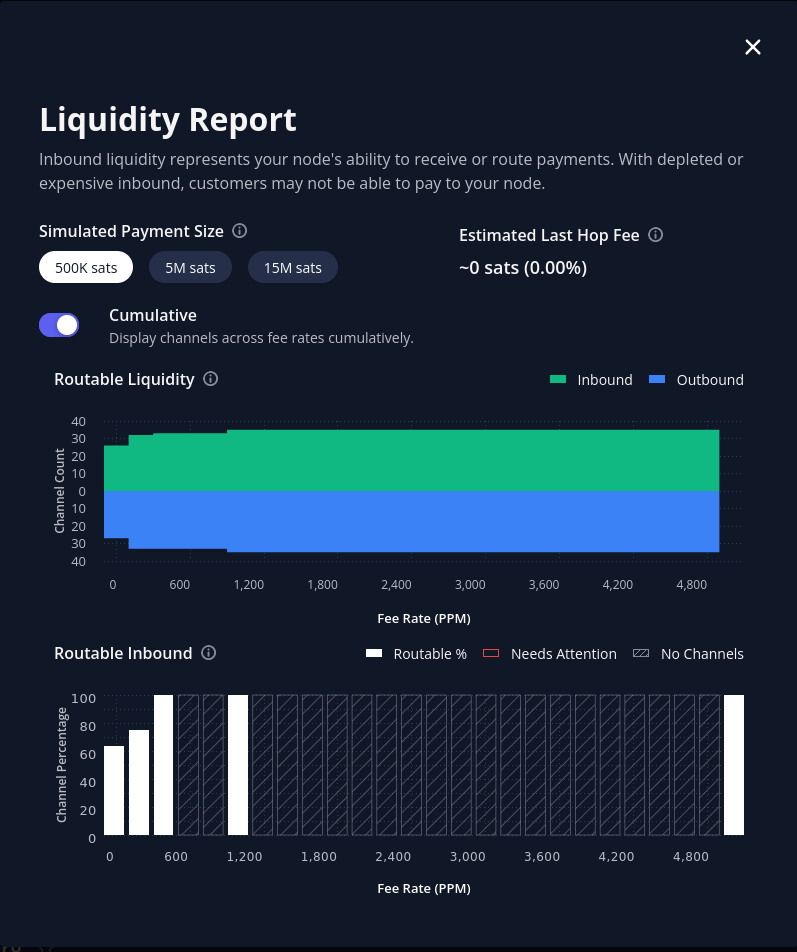 Liquidity Report
Inbound liquidity represents your node's ability to receive or route payments. With depleted or
expensive inbound, customers may not be able to pay to your node.
Simulated Payment Size
500K sats 5M sats 15M sats
Estimated Last Hop Fee
~0 sats (0.00%)
Cumulative
Display channels across fee rates cumulatively.
Routable Liquidity
Inbound Outbound
Channel Count
40
30
20
10
0
10
20
30
40
0 600 1,200 1,800 2,400 3,000 3,600 4,200 4,800
Fee Rate (PPM)
Routable Inbound
Routable % Needs Attention No Channels
Channel Percentage
100
80
60
40
20
0
0 600 1,200 1,800 2,400 3,000 3,600 4,200 4,800
Fee Rate (PPM)